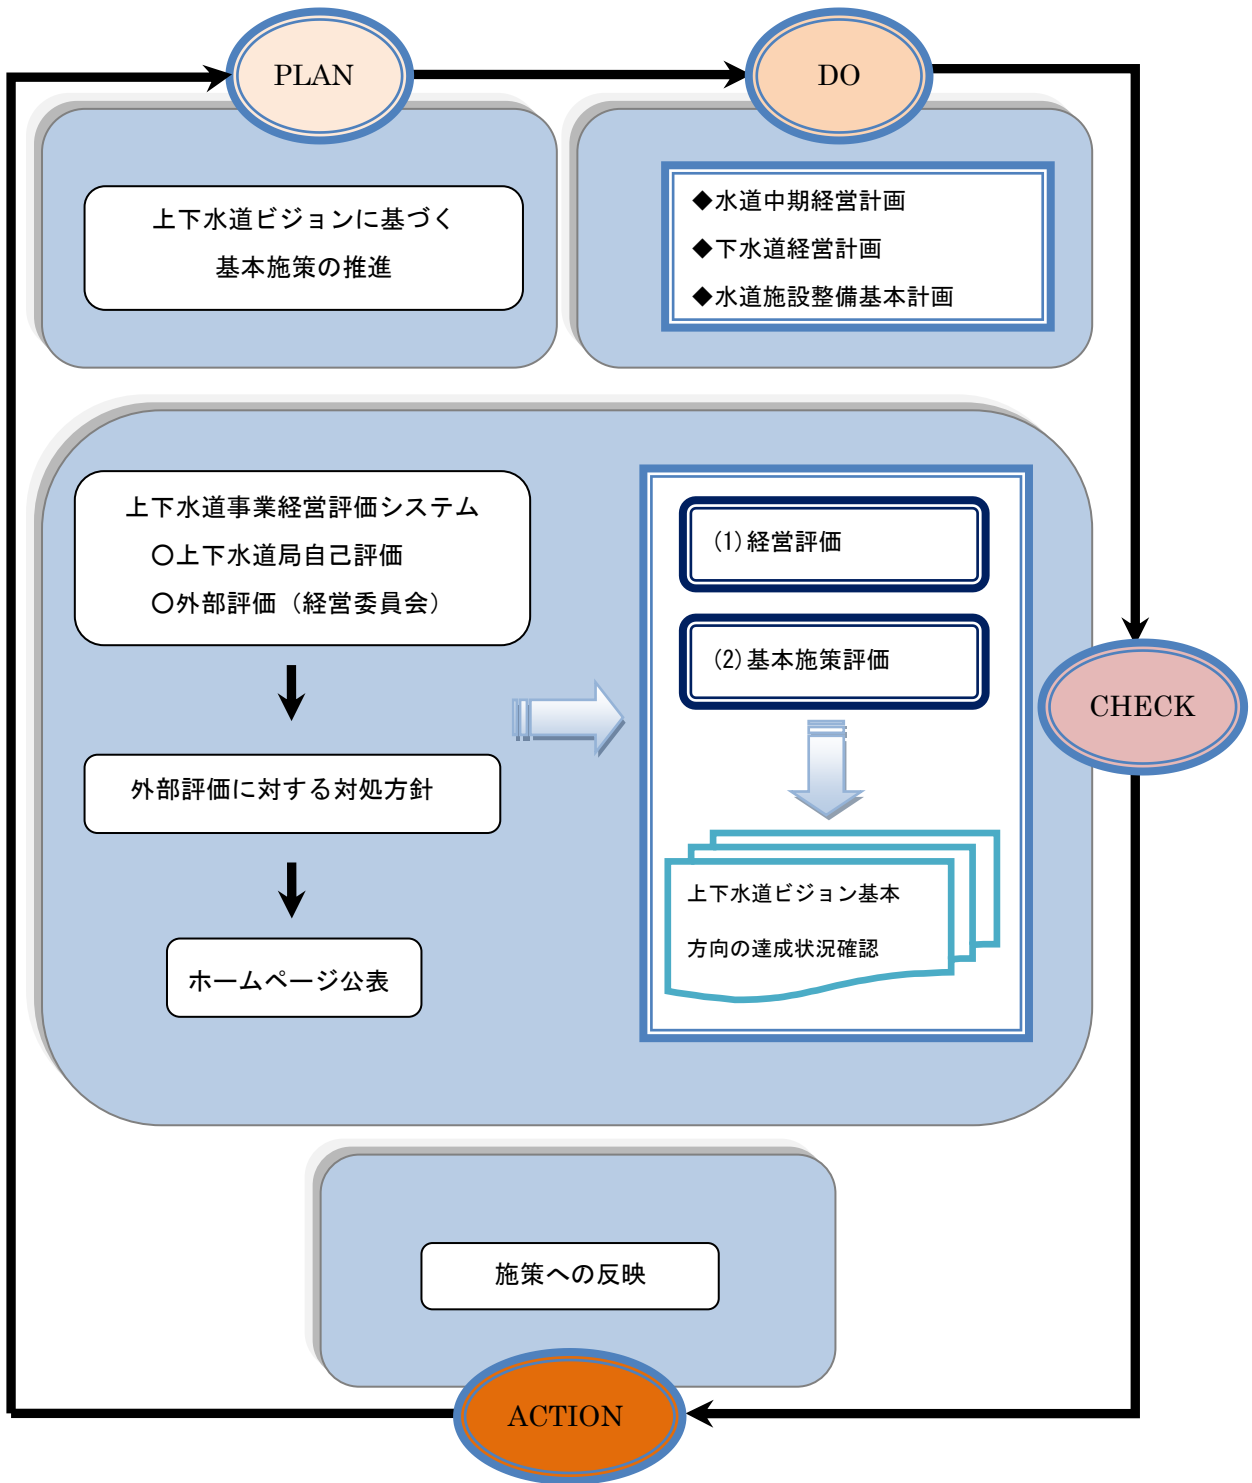 PLAN
DO
上下水道ビジョンに基づく
基本施策の推進
◆水道中期経営計画
◆下水道経営計画
◆水道施設整備基本計画
上下水道事業経営評価システム
○上下水道局自己評価
○外部評価（経営委員会）
外部評価に対する対処方針
ホームページ公表
(1)経営評価
(2)基本施策評価
上下水道ビジョン基本
方向の達成状況確認
CHECK
施策への反映
ACTION